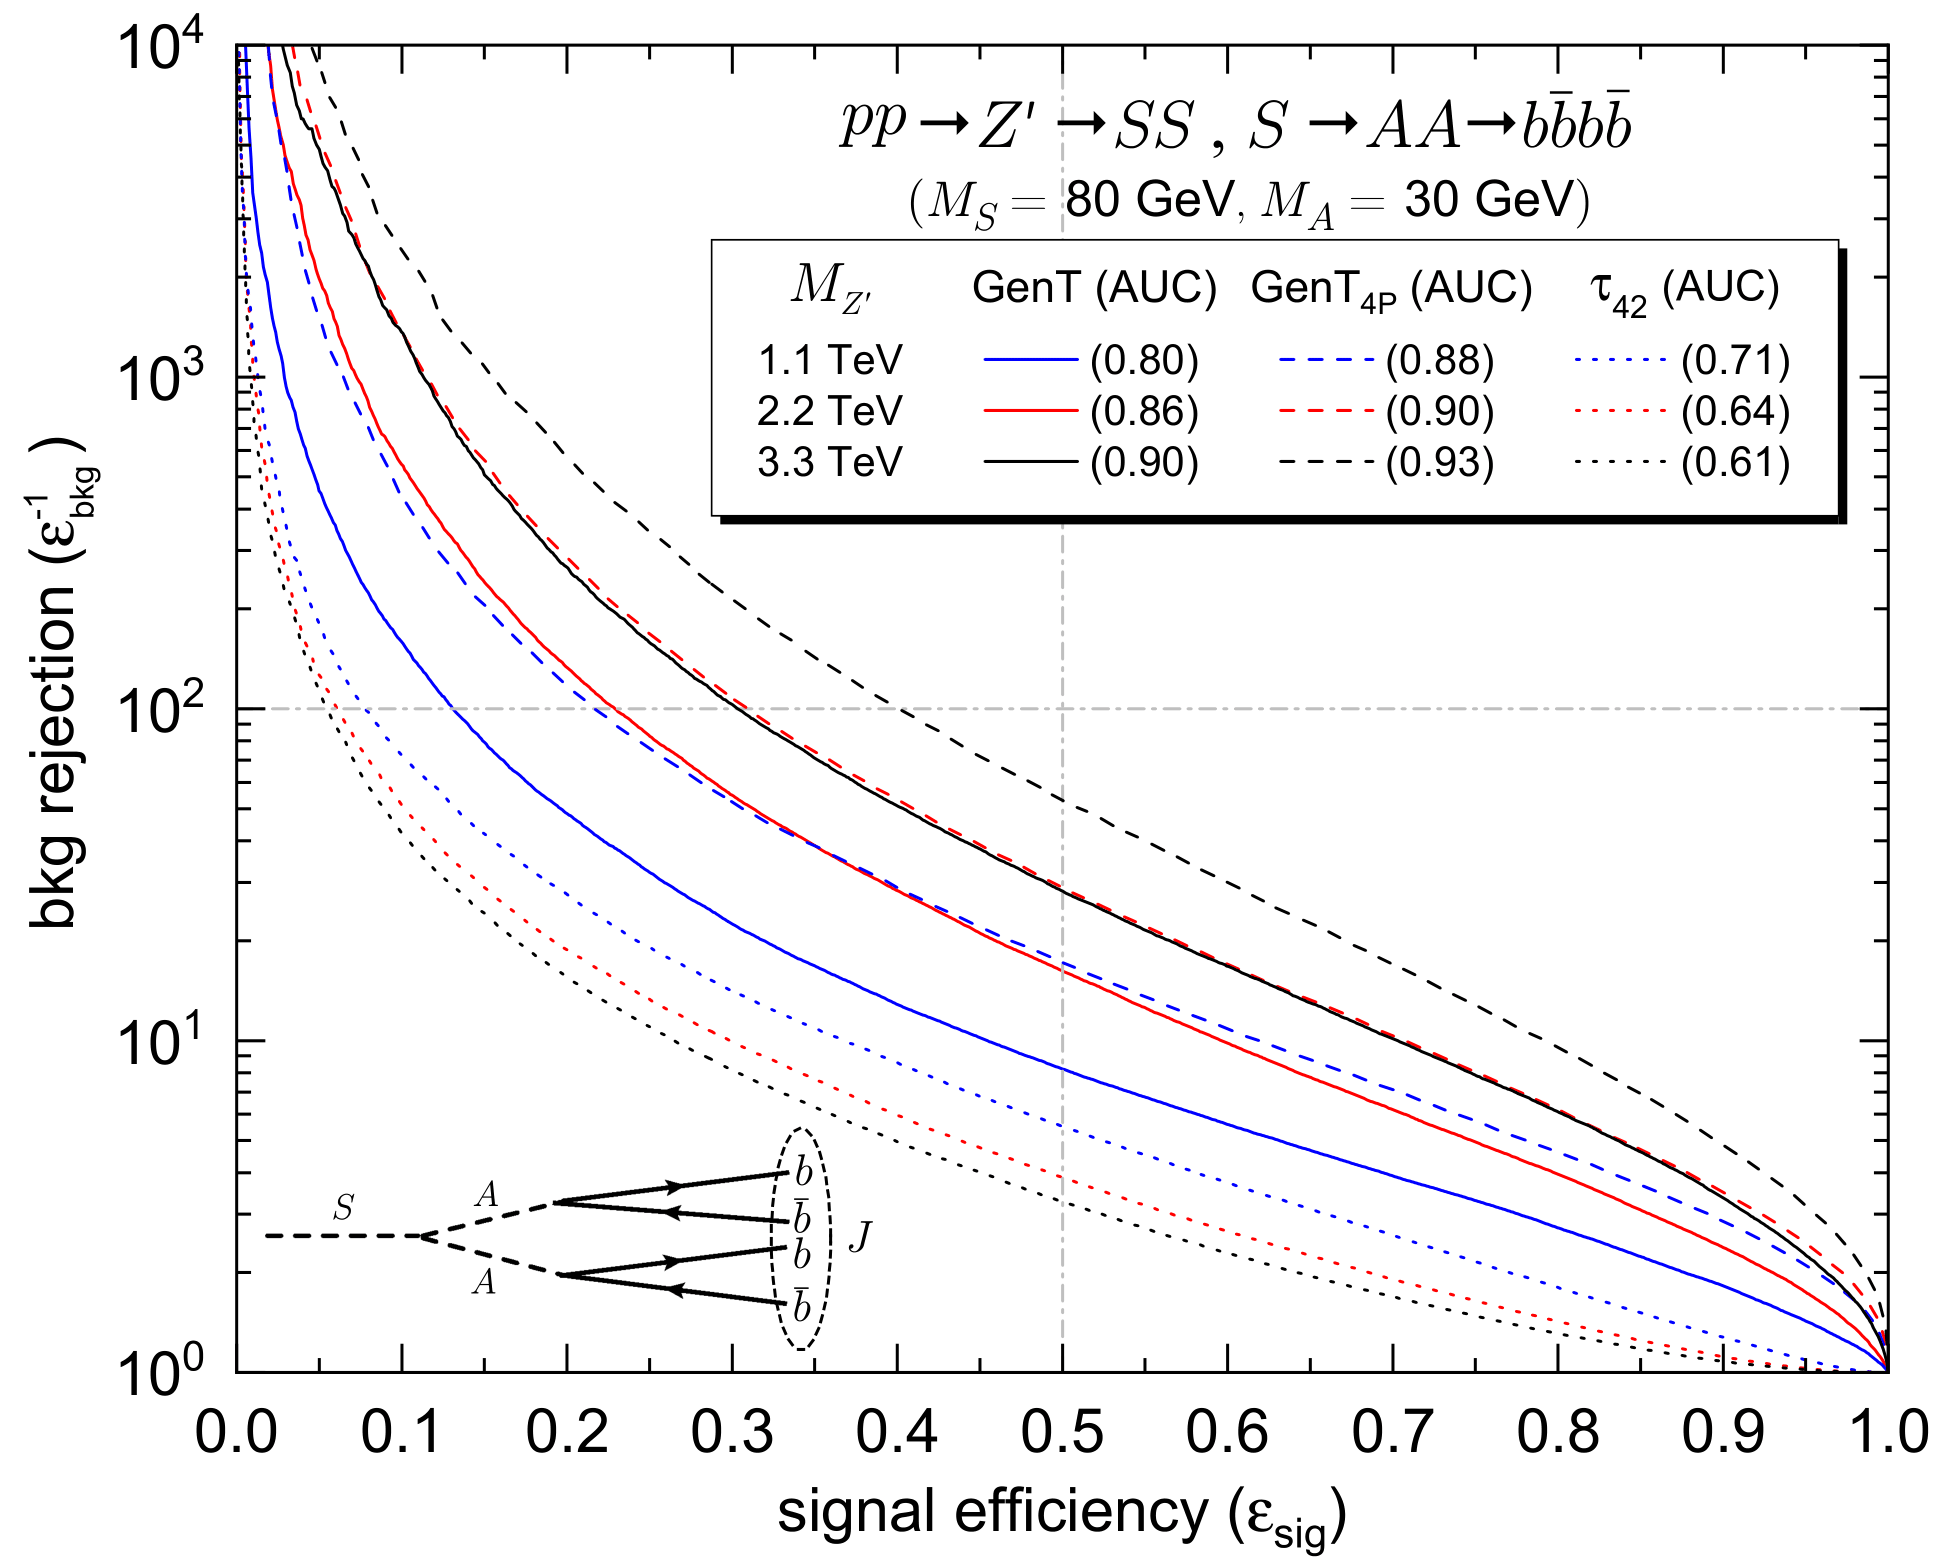 pp → Z' → SS , S → AA → bb̄bb̄
(M_S = 80 GeV, M_A = 30 GeV)
M_Z' GenT (AUC) GenT_4P (AUC) τ_42 (AUC)
1.1 TeV (0.80) (0.88) (0.71)
2.2 TeV (0.86) (0.90) (0.64)
3.3 TeV (0.90) (0.93) (0.61)
bkg rejection (ε_bkg^-1)
10^4
10^3
10^2
10^1
10^0
S
A
A
b
b̄
b
b̄
J
0.0 0.1 0.2 0.3 0.4 0.5 0.6 0.7 0.8 0.9 1.0
signal efficiency (ε_sig)